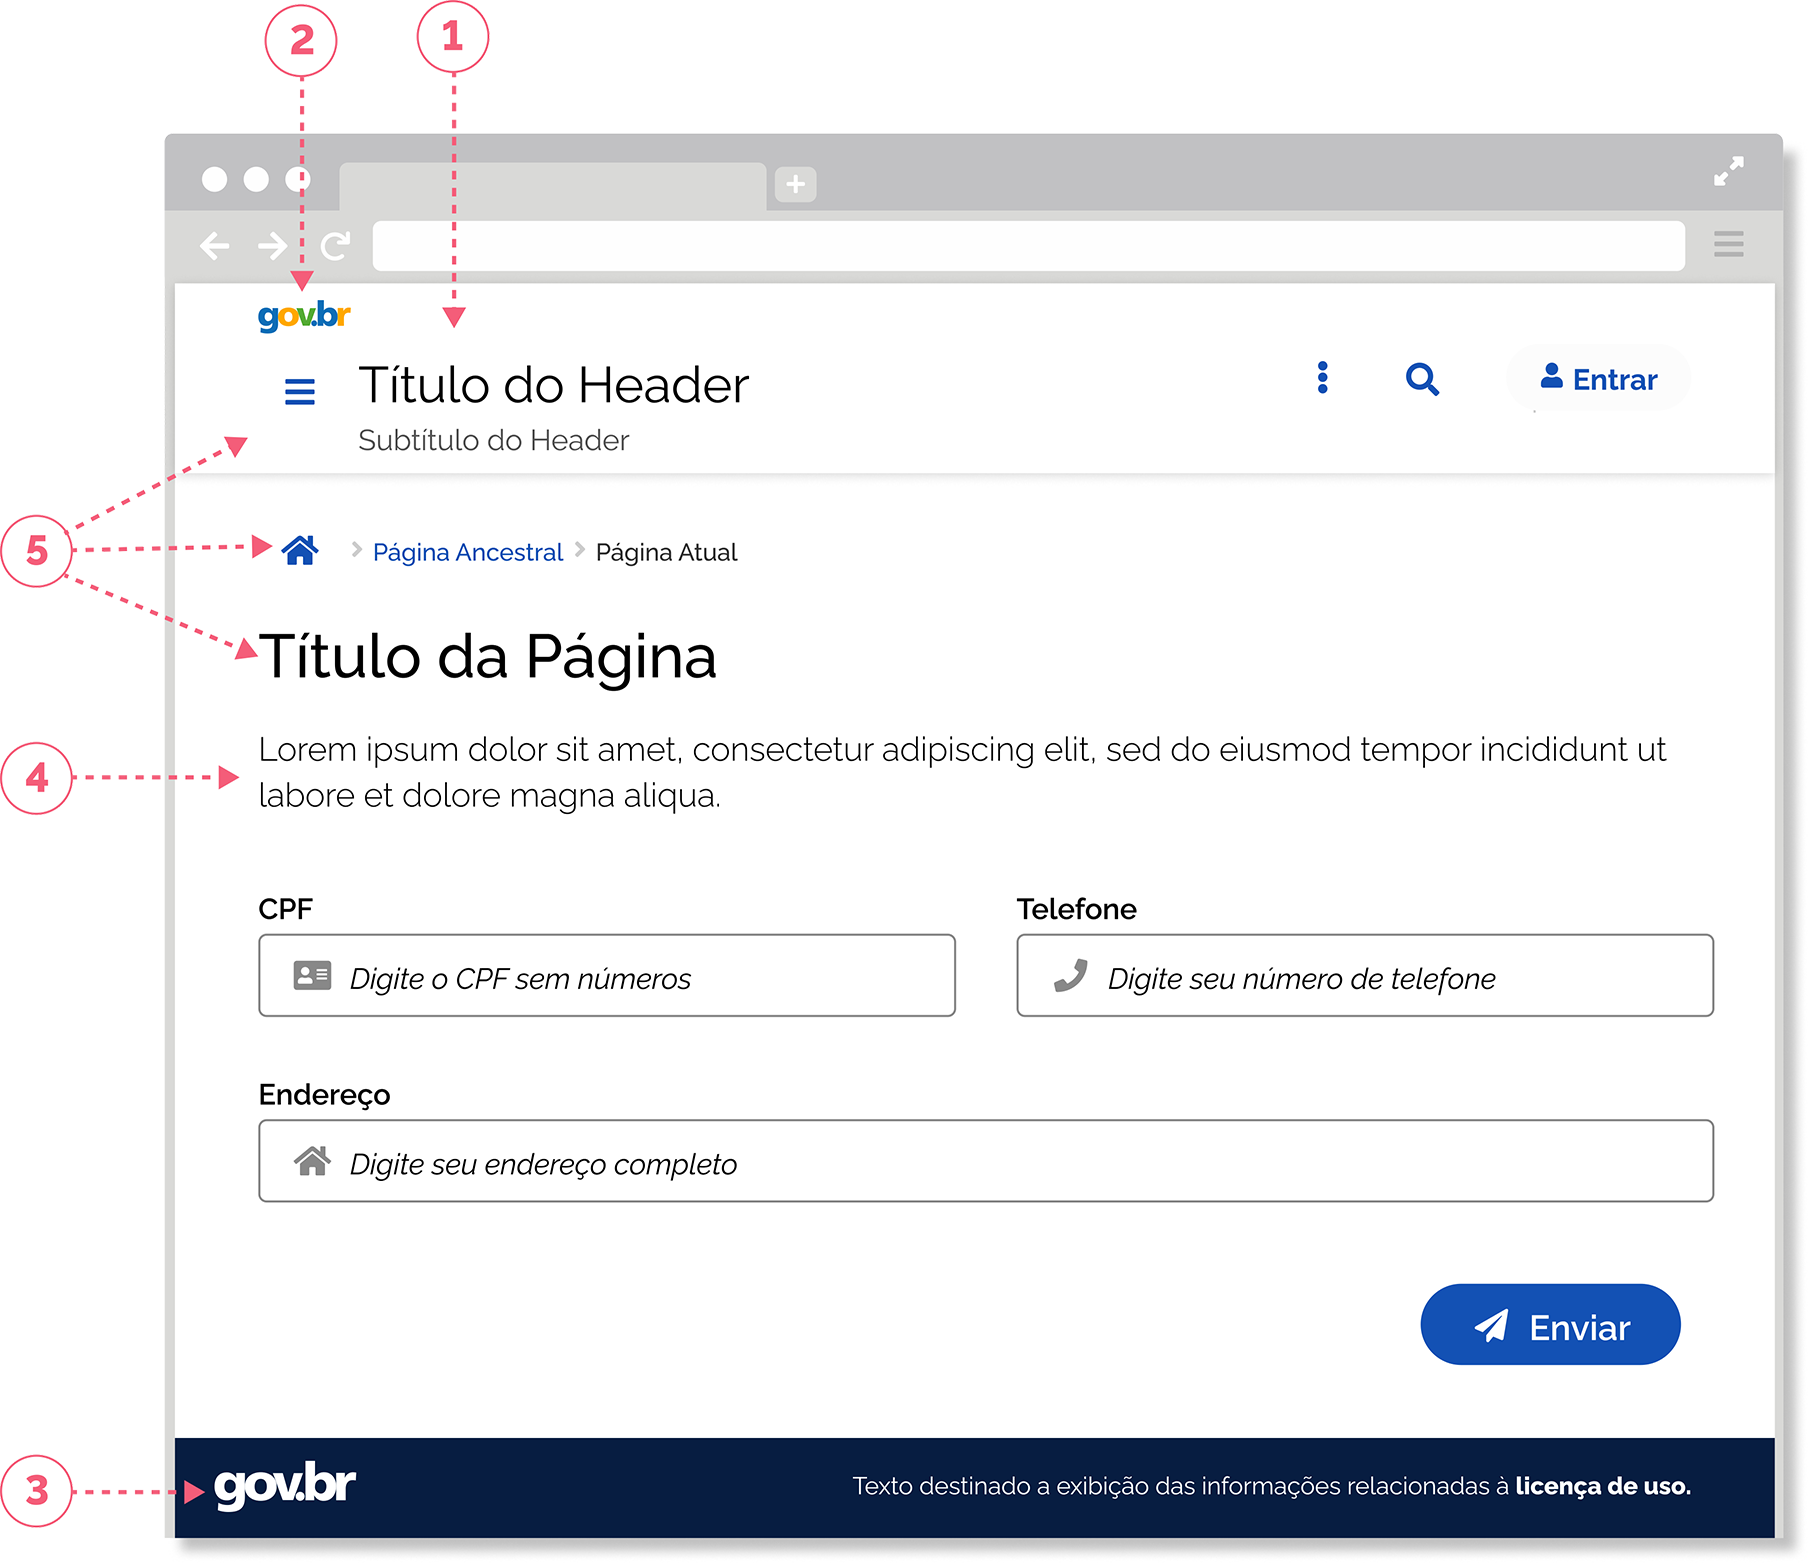 2 1
gov.br
Título do Header
Entrar
Subtítulo do Header
5
Página Ancestral Página Atual
Título da Página
4
Lorem ipsum dolor sit amet, consectetur adipiscing elit, sed do eiusmod tempor incididunt ut
labore et dolore magna aliqua.
CPF Telefone
Digite o CPF sem números Digite seu número de telefone
Endereço
Digite seu endereço completo
Enviar
3
gov.br Texto destinado a exibição das informações relacionadas à licença de uso.